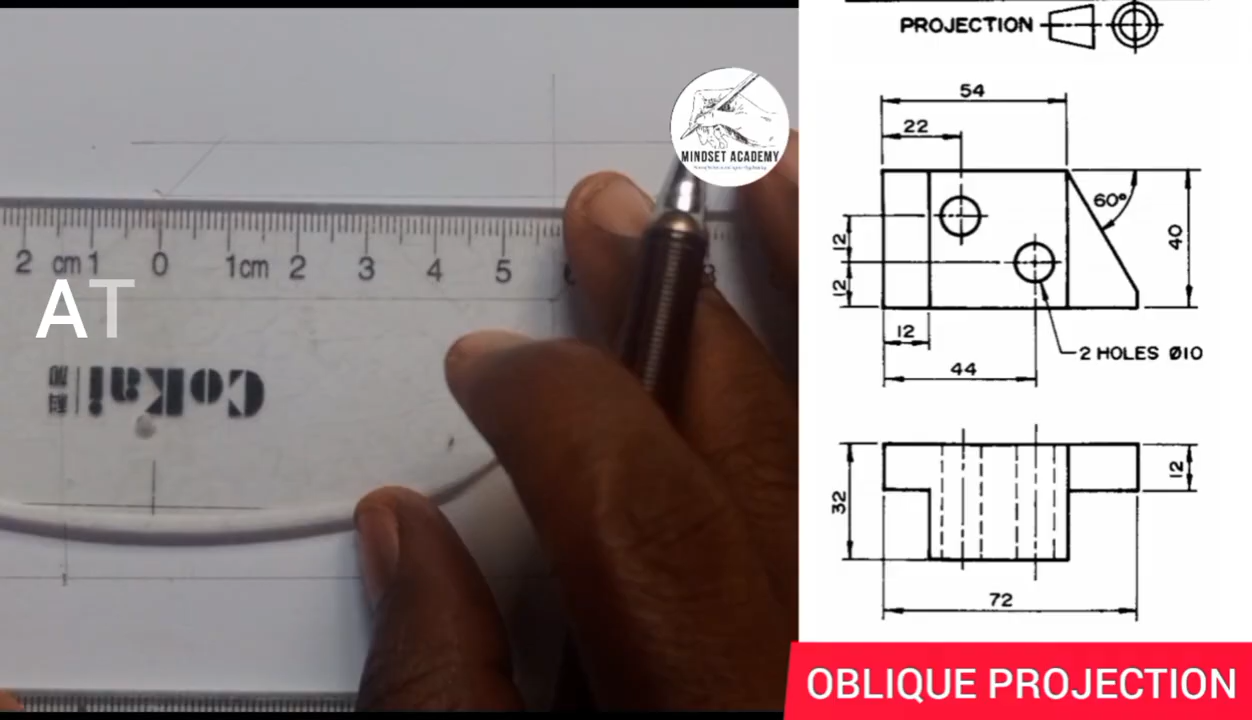 PROJECTION
54
22
60°
12
12
40
12
44
2 HOLES Ø10
32
12
72
OBLIQUE PROJECTION
MINDSET ACADEMY
2 cm 1 0 1cm 2 3 4 5
AT
Cokai